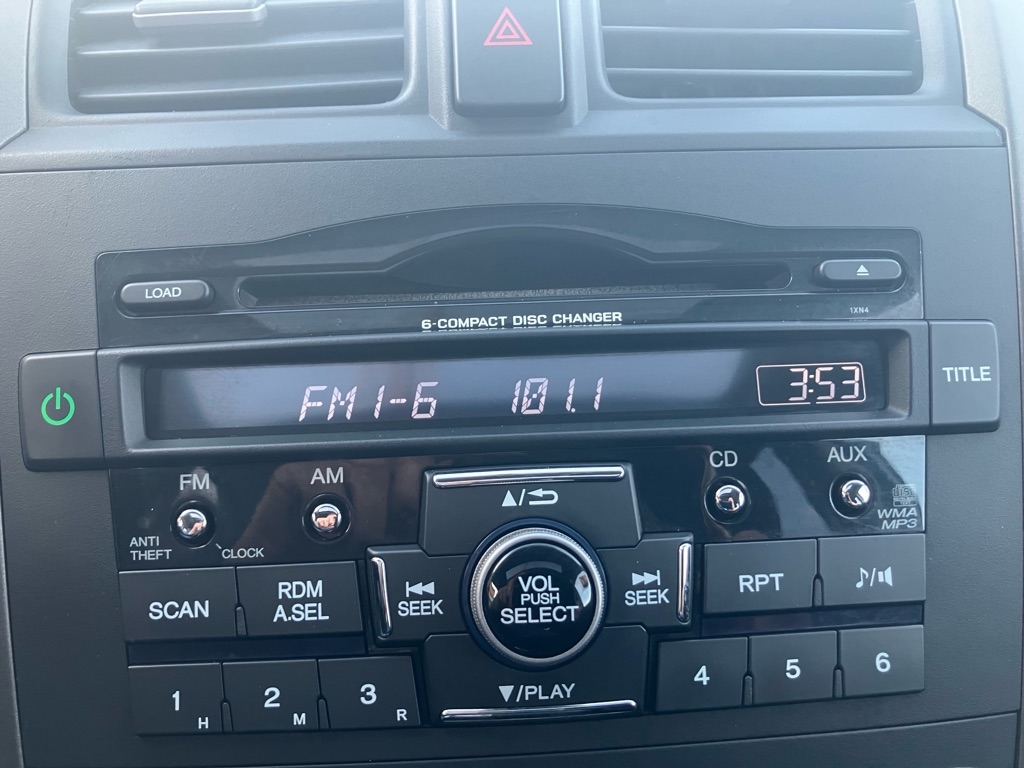 LOAD
6-COMPACT DISC CHANGER
1XN4
FM1-6 101.1 3:53
TITLE
FM AM CD AUX
ANTI THEFT CLOCK
WMA
MP3
▲/⮌
SCAN
RDM
A.SEL
⏮
SEEK
VOL
PUSH
SELECT
⏭
SEEK
RPT
♪/🔇
1 H 2 M 3 R
▼/PLAY
4 5 6